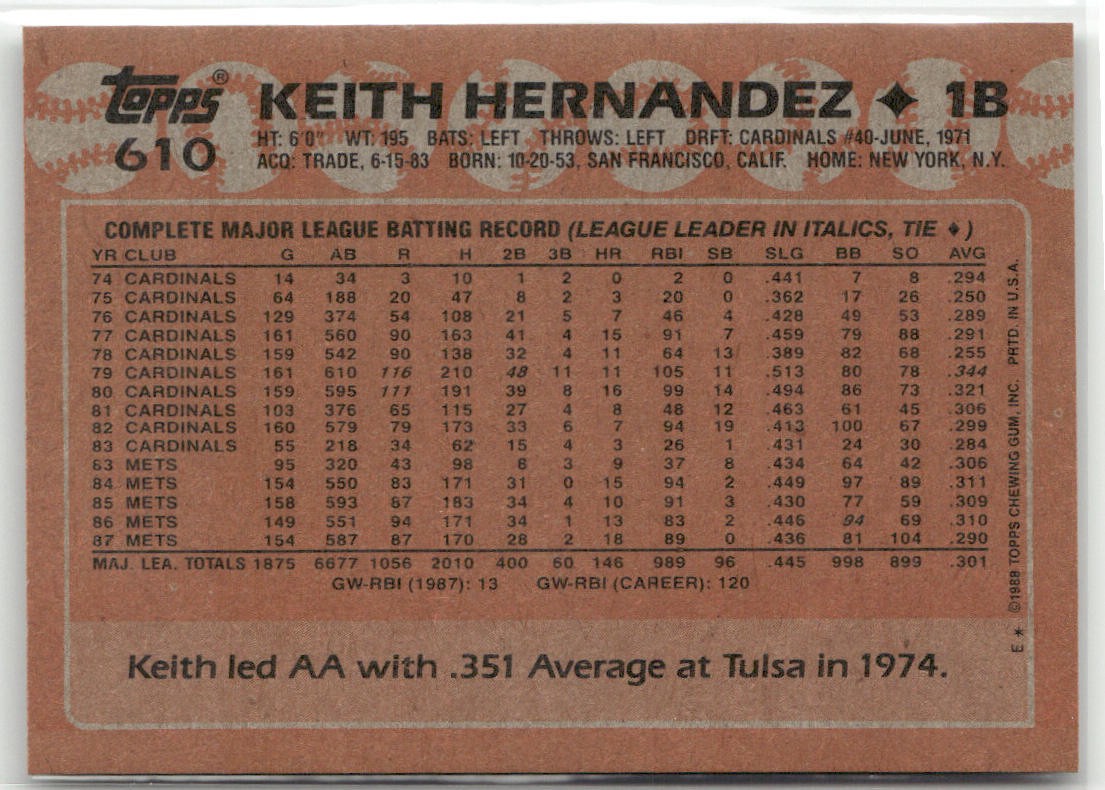 topps® KEITH HERNANDEZ ◆ 1B
610 HT: 6'0" WT: 195 BATS: LEFT THROWS: LEFT DRFT: CARDINALS #40-JUNE, 1971
ACQ: TRADE, 6-15-83 BORN: 10-20-53, SAN FRANCISCO, CALIF. HOME: NEW YORK, N.Y.
COMPLETE MAJOR LEAGUE BATTING RECORD (LEAGUE LEADER IN ITALICS, TIE ♦)
YR CLUB G AB R H 2B 3B HR RBI SB SLG BB SO AVG
74 CARDINALS 14 34 3 10 1 2 0 2 0 .441 7 8 .294
75 CARDINALS 64 188 20 47 8 2 3 20 0 .362 17 26 .250
76 CARDINALS 129 374 54 108 21 5 7 46 4 .428 49 53 .289
77 CARDINALS 161 560 90 163 41 4 15 91 7 .459 79 88 .291
78 CARDINALS 159 542 90 138 32 4 11 64 13 .389 82 68 .255
79 CARDINALS 161 610 116 210 48 11 11 105 11 .513 80 78 .344
80 CARDINALS 159 595 111 191 39 8 16 99 14 .494 86 73 .321
81 CARDINALS 103 376 65 115 27 4 8 48 12 .463 61 45 .306
82 CARDINALS 160 579 79 173 33 6 7 94 19 .413 100 67 .299
83 CARDINALS 55 218 34 62 15 4 3 26 1 .431 24 30 .284
83 METS 95 320 43 98 8 3 9 37 8 .434 64 42 .306
84 METS 154 550 83 171 31 0 15 94 2 .449 97 89 .311
85 METS 158 593 87 183 34 4 10 91 3 .430 77 59 .309
86 METS 149 551 94 171 34 1 13 83 2 .446 94 69 .310
87 METS 154 587 87 170 28 2 18 89 0 .436 81 104 .290
MAJ. LEA. TOTALS 1875 6677 1056 2010 400 60 146 989 96 .445 998 899 .301
GW-RBI (1987): 13 GW-RBI (CAREER): 120
Keith led AA with .351 Average at Tulsa in 1974.
E* ©1988 TOPPS CHEWING GUM, INC. PRTD. IN U.S.A.